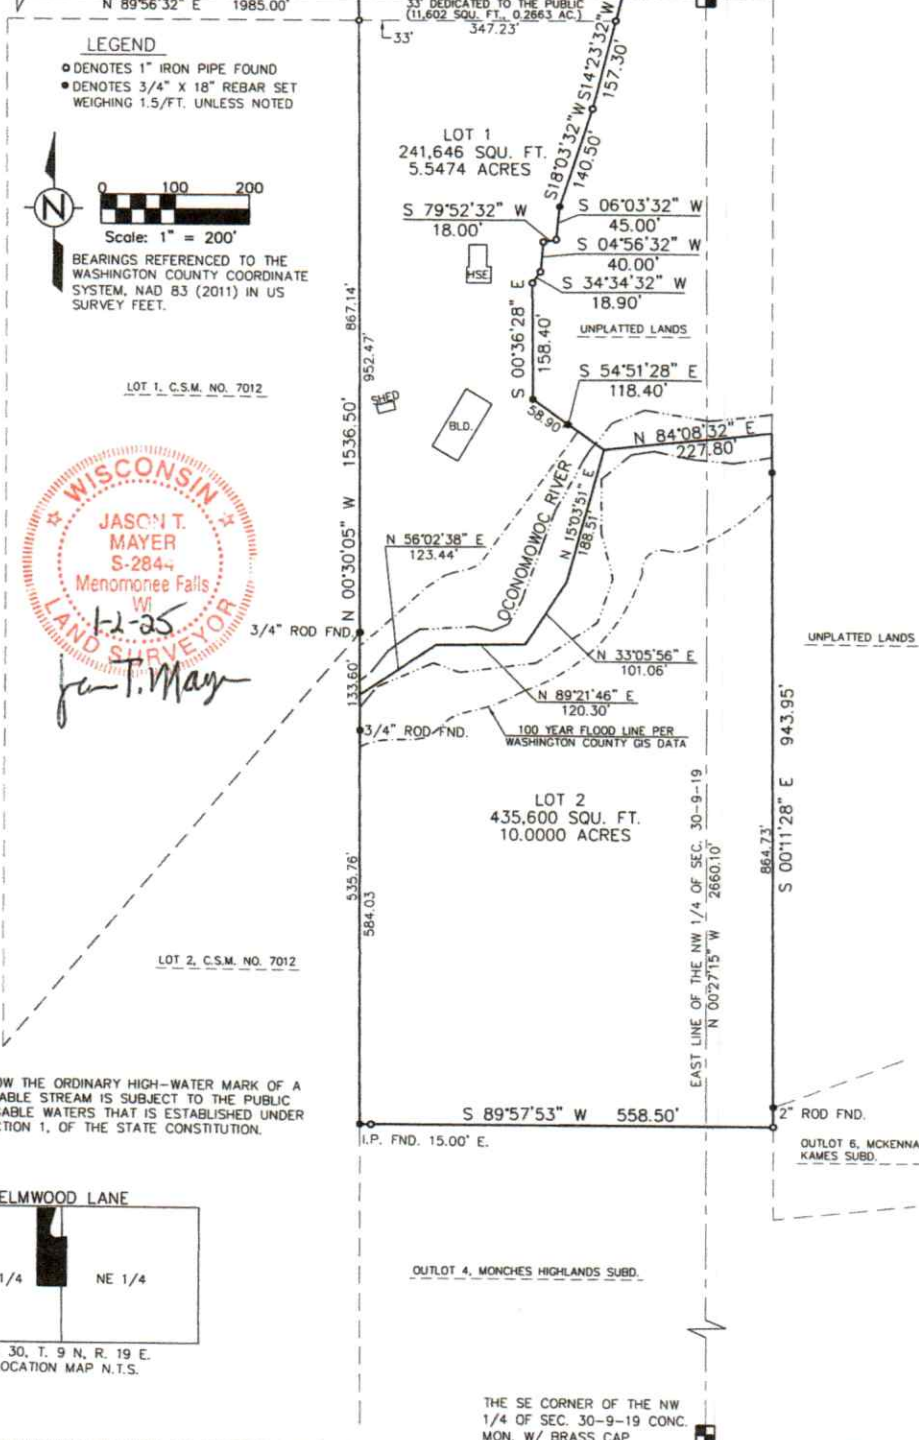 N 89°56'32" E 1985.00'
33' DEDICATED TO THE PUBLIC
(11,602 SQU. FT., 0.2663 AC.)
347.23'
33'
LEGEND
DENOTES 1" IRON PIPE FOUND
DENOTES 3/4" X 18" REBAR SET
WEIGHING 1.5/FT. UNLESS NOTED
N
0 100 200
Scale: 1" = 200'
BEARINGS REFERENCED TO THE
WASHINGTON COUNTY COORDINATE
SYSTEM, NAD 83 (2011) IN US
SURVEY FEET.
LOT 1
241,646 SQU. FT.
5.5474 ACRES
S14°23'32"W
157.30'
S18°03'32"W
140.50'
S 79°52'32" W
18.00'
S 06°03'32" W
45.00'
S 04°56'32" W
40.00'
S 34°34'32" W
18.90'
HSE
UNPLATTED LANDS
S 00°36'28" E
158.40'
S 54°51'28" E
118.40'
58.90'
867.14'
952.47'
LOT 1, C.S.M. NO. 7012
SHED
BLD.
N 84°08'32" E
227.80'
N 00°30'05" W 1536.50'
WISCONSIN
JASON T.
MAYER
S-2844
Menomonee Falls
WI
LAND SURVEYOR
1-2-25
Jason T. Mayer
OCONOMOWOC RIVER
N 15°03'51" E
188.51'
N 56°02'38" E
123.44'
3/4" ROD FND.
UNPLATTED LANDS
N 33°05'56" E
101.06'
133.60'
N 89°21'46" E
120.30'
3/4" ROD FND.
100 YEAR FLOOD LINE PER
WASHINGTON COUNTY GIS DATA
LOT 2
435,600 SQU. FT.
10.0000 ACRES
EAST LINE OF THE NW 1/4 OF SEC. 30-9-19
N 00°27'15" W 2660.10'
864.73'
S 00°11'28" E 943.95'
535.76'
584.03
LOT 2, C.S.M. NO. 7012
OW THE ORDINARY HIGH-WATER MARK OF A
ABLE STREAM IS SUBJECT TO THE PUBLIC
GABLE WATERS THAT IS ESTABLISHED UNDER
CTION 1, OF THE STATE CONSTITUTION.
S 89°57'53" W 558.50'
I.P. FND. 15.00' E.
2" ROD FND.
OUTLOT 6, MCKENNA
KAMES SUBD.
ELMWOOD LANE
1/4 NE 1/4
30, T. 9 N, R. 19 E.
OCATION MAP N.T.S.
OUTLOT 4, MONCHES HIGHLANDS SUBD.
THE SE CORNER OF THE NW
1/4 OF SEC. 30-9-19 CONC.
MON. W/ BRASS CAP